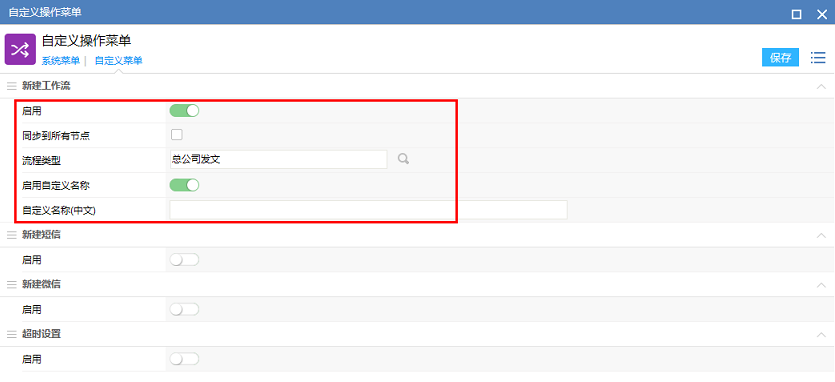 自定义操作菜单
自定义操作菜单
系统菜单 | 自定义菜单
保存
新建工作流
启用
同步到所有节点
流程类型 总公司发文
启用自定义名称
自定义名称(中文)
新建短信
启用
新建微信
启用
超时设置
启用